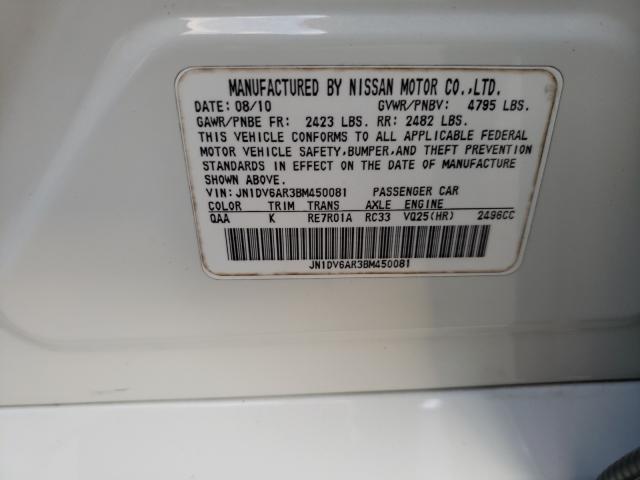 MANUFACTURED BY NISSAN MOTOR CO.,LTD.
DATE: 08/10 GVWR/PNBV: 4795 LBS.
GAWR/PNBE FR: 2423 LBS. RR: 2482 LBS.
THIS VEHICLE CONFORMS TO ALL APPLICABLE FEDERAL
MOTOR VEHICLE SAFETY,BUMPER,AND THEFT PREVENTION
STANDARDS IN EFFECT ON THE DATE OF MANUFACTURE
SHOWN ABOVE.
VIN: JN1DV6AR3BM450081 PASSENGER CAR
COLOR TRIM TRANS AXLE ENGINE
QAA K RE7R01A RC33 VQ25(HR) 2496CC
JN1DV6AR3BM450081